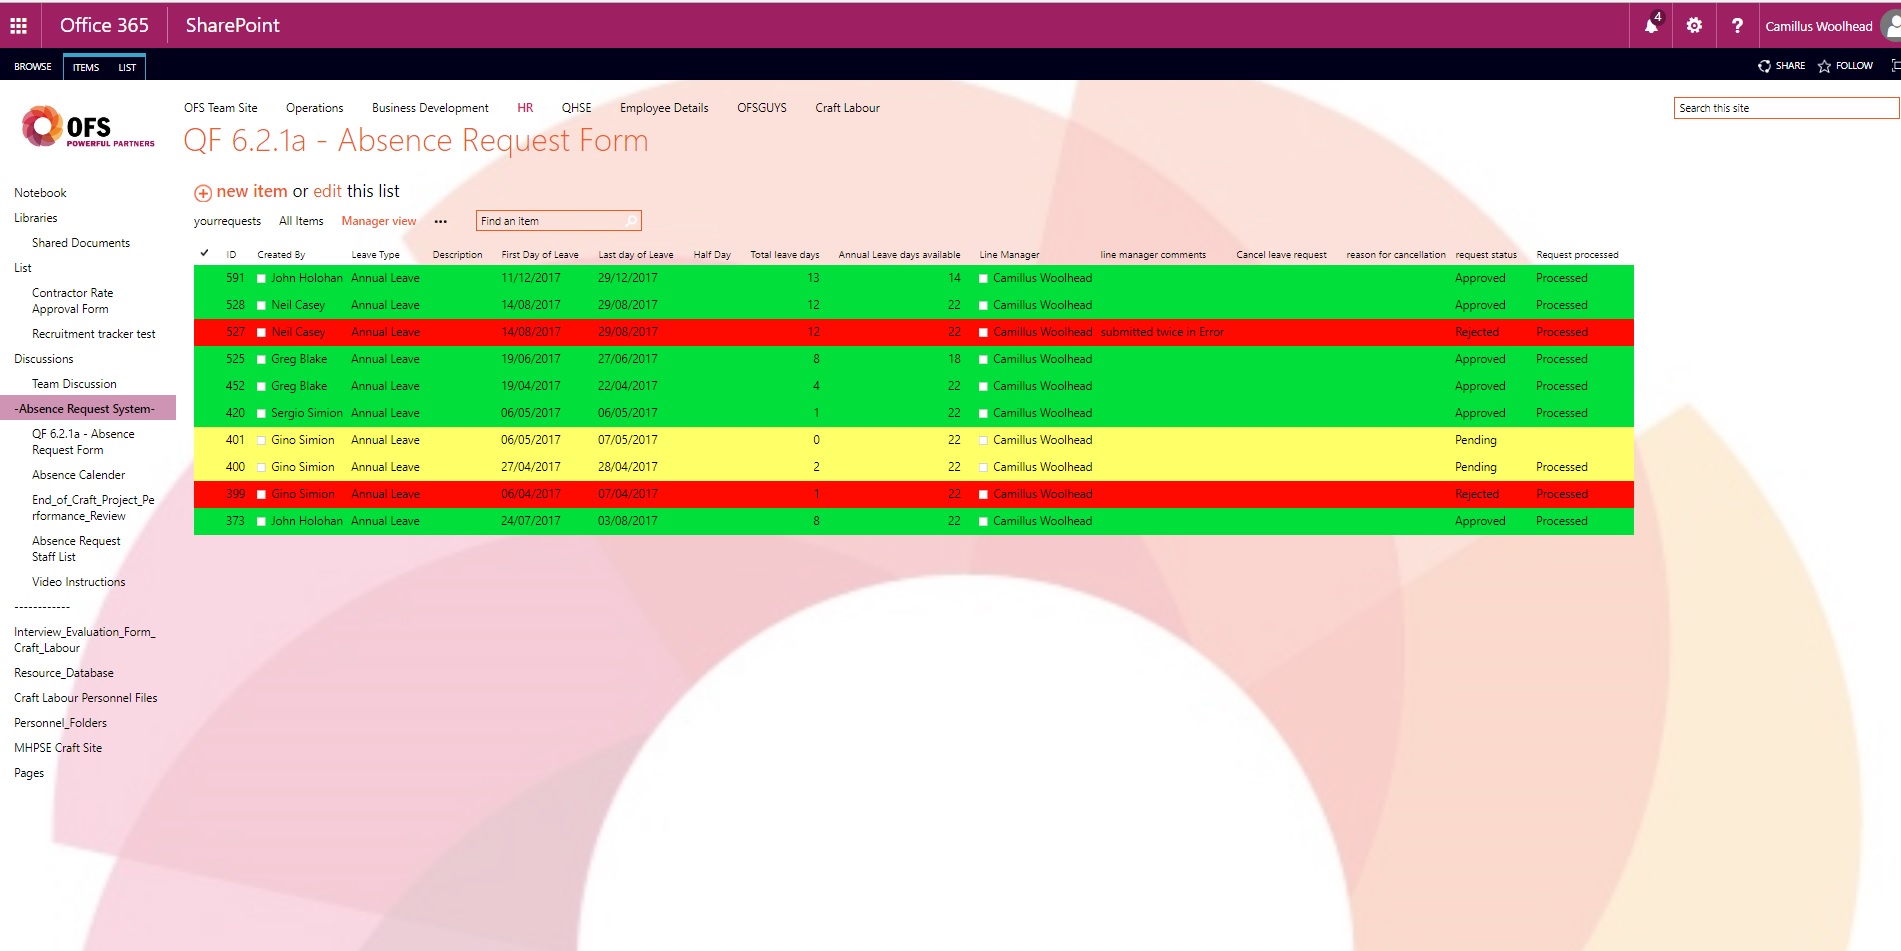 Office 365 SharePoint 4 ? Camillus Woolhead
BROWSE ITEMS LIST SHARE FOLLOW
OFS
POWERFUL PARTNERS
OFS Team Site Operations Business Development HR QHSE Employee Details OFSGUYS Craft Labour
Search this site
QF 6.2.1a - Absence Request Form
Notebook
Libraries
Shared Documents
List
Contractor Rate
Approval Form
Recruitment tracker test
Discussions
Team Discussion
-Absence Request System-
QF 6.2.1a - Absence
Request Form
Absence Calender
End_of_Craft_Project_Pe
rformance_Review
Absence Request
Staff List
Video Instructions
------------
Interview_Evaluation_Form_
Craft_Labour
Resource_Database
Craft Labour Personnel Files
Personnel_Folders
MHPSE Craft Site
Pages
new item or edit this list
yourrequests All Items Manager view ••• Find an item
ID Created By Leave Type Description First Day of Leave Last day of Leave Half Day Total leave days Annual Leave days available Line Manager line manager comments Cancel leave request reason for cancellation request status Request processed
591 John Holohan Annual Leave 11/12/2017 29/12/2017 13 14 Camillus Woolhead Approved Processed
528 Neil Casey Annual Leave 14/08/2017 29/08/2017 12 22 Camillus Woolhead Approved Processed
527 Neil Casey Annual Leave 14/08/2017 29/08/2017 12 22 Camillus Woolhead submitted twice in Error Rejected Processed
525 Greg Blake Annual Leave 19/06/2017 27/06/2017 8 18 Camillus Woolhead Approved Processed
452 Greg Blake Annual Leave 19/04/2017 22/04/2017 4 22 Camillus Woolhead Approved Processed
420 Sergio Simion Annual Leave 06/05/2017 06/05/2017 1 22 Camillus Woolhead Approved Processed
401 Gino Simion Annual Leave 06/05/2017 07/05/2017 0 22 Camillus Woolhead Pending
400 Gino Simion Annual Leave 27/04/2017 28/04/2017 2 22 Camillus Woolhead Pending Processed
399 Gino Simion Annual Leave 06/04/2017 07/04/2017 1 22 Camillus Woolhead Rejected Processed
373 John Holohan Annual Leave 24/07/2017 03/08/2017 8 22 Camillus Woolhead Approved Processed